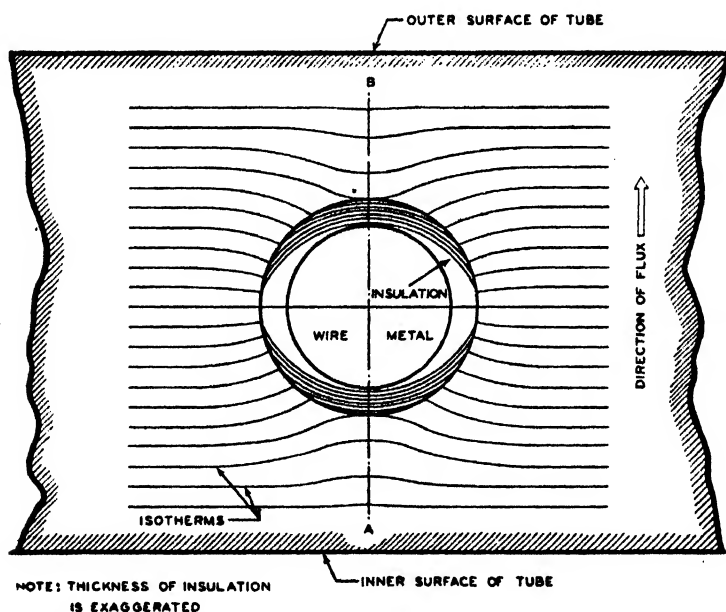 OUTER SURFACE OF TUBE
B
DIRECTION OF FLUX
INSULATION
WIRE METAL
ISOTHERMS
A
INNER SURFACE OF TUBE
NOTE: THICKNESS OF INSULATION
IS EXAGGERATED